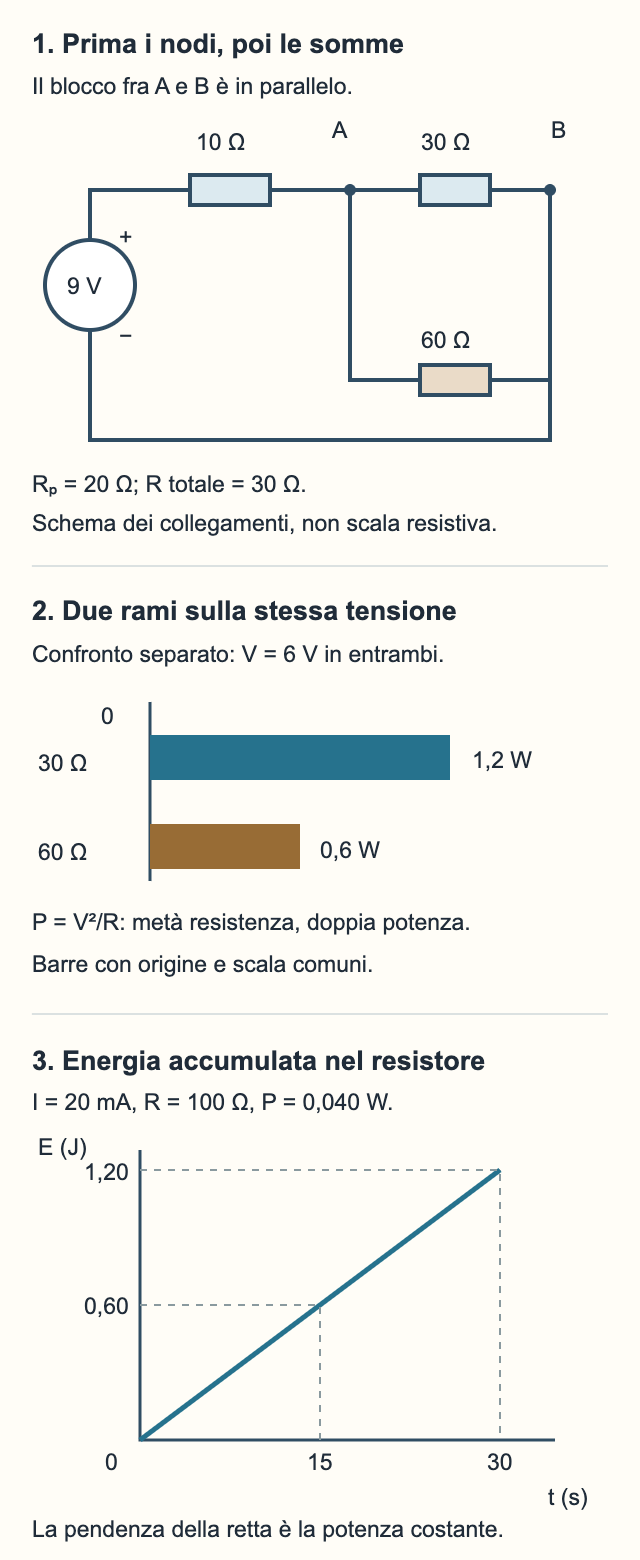 1. Prima i nodi, poi le somme
Il blocco fra A e B è in parallelo.
A
B
10 Ω
30 Ω
+
9 V
−
60 Ω
Rₚ = 20 Ω; R totale = 30 Ω.
Schema dei collegamenti, non scala resistiva.
2. Due rami sulla stessa tensione
Confronto separato: V = 6 V in entrambi.
0
30 Ω
1,2 W
60 Ω
0,6 W
P = V²/R: metà resistenza, doppia potenza.
Barre con origine e scala comuni.
3. Energia accumulata nel resistore
I = 20 mA, R = 100 Ω, P = 0,040 W.
E (J)
1,20
0,60
0
15
30
t (s)
La pendenza della retta è la potenza costante.